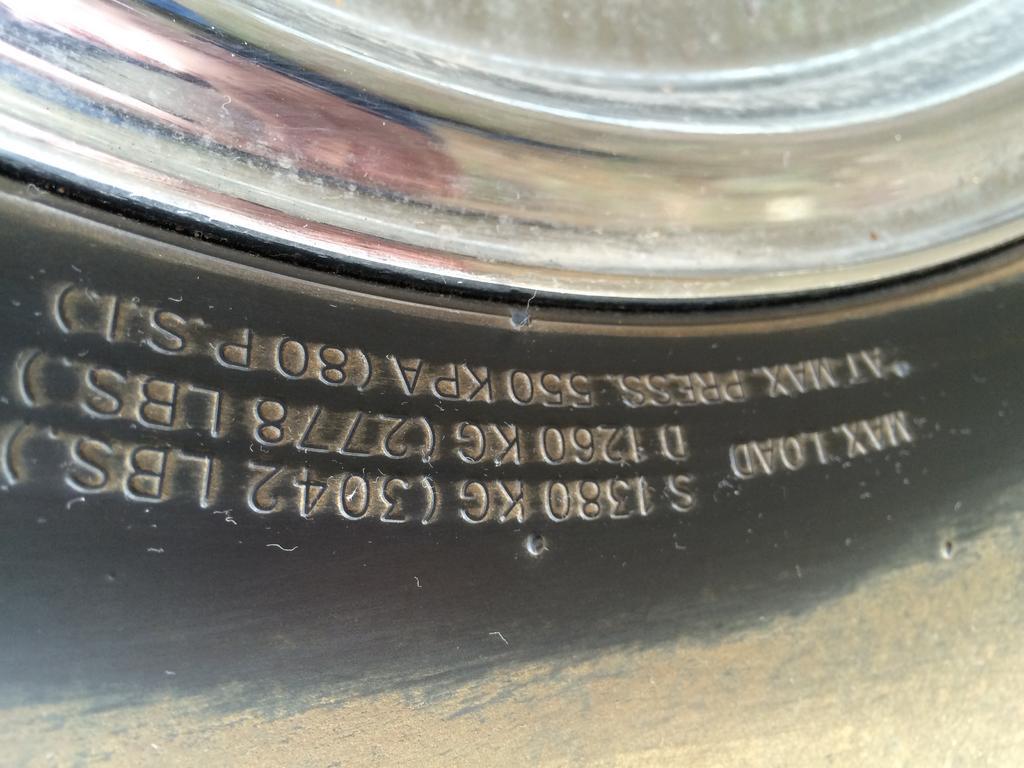 MAX. LOAD S 1380 KG (3042 LBS.)
D 1260 KG (2778 LBS.)
AT MAX. PRESS. 550 KPA (80 P.S.I.)